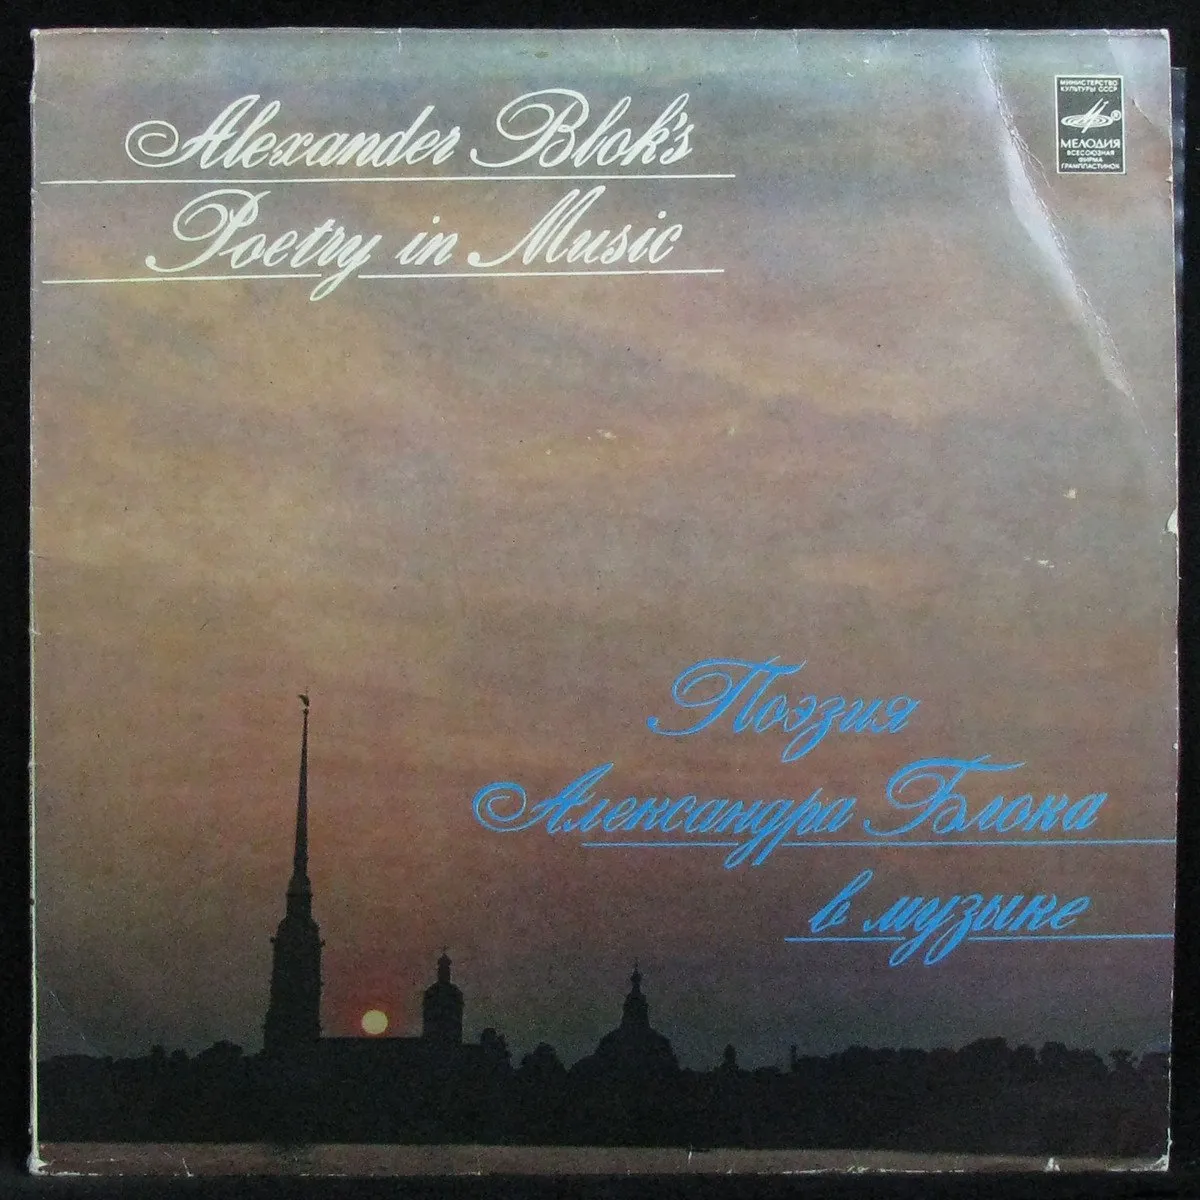 Alexander Blok's
Poetry in Music
МИНИСТЕРСТВО
КУЛЬТУРЫ СССР
®
МЕЛОДИЯ
ВСЕСОЮЗНАЯ
ФИРМА
ГРАМПЛАСТИНОК
Поэзия
Александра Блока
в музыке